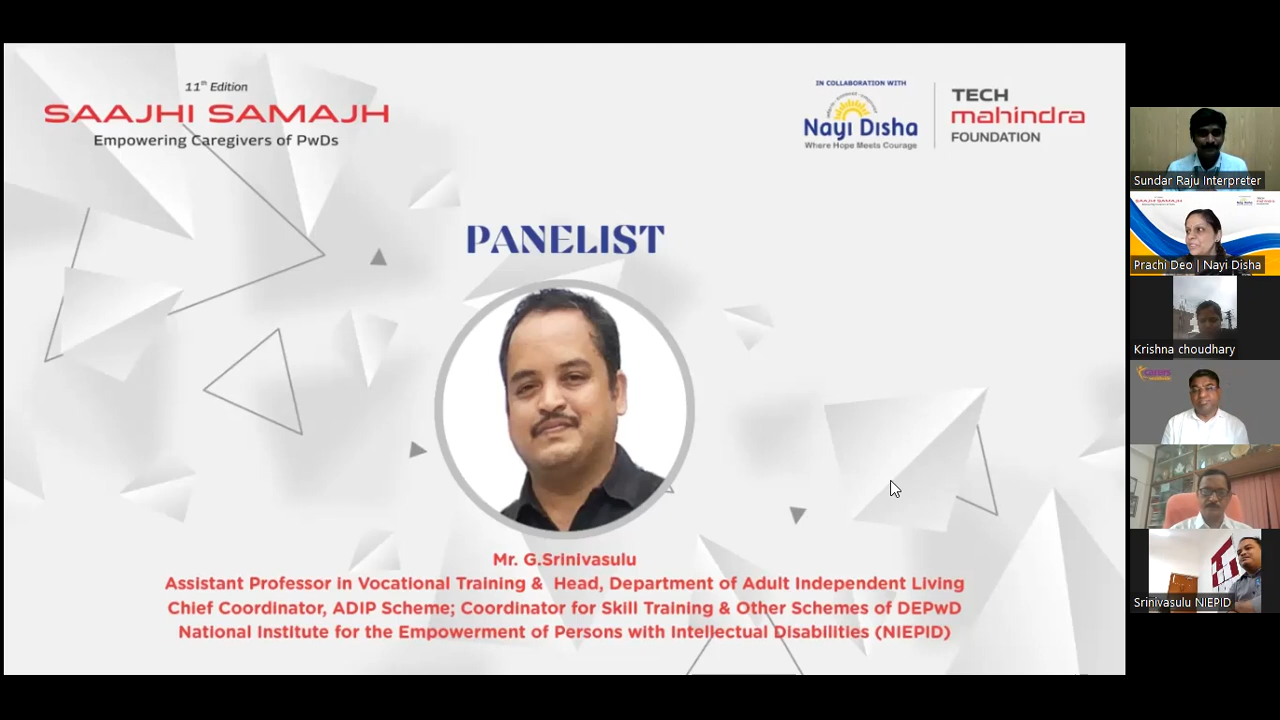 11th Edition
SAAJHI SAMAJH
Empowering Caregivers of PwDs
IN COLLABORATION WITH
Nayi Disha
Where Hope Meets Courage
TECH
mahindra
FOUNDATION
PANELIST
Mr. G.Srinivasulu
Assistant Professor in Vocational Training & Head, Department of Adult Independent Living
Chief Coordinator, ADIP Scheme; Coordinator for Skill Training & Other Schemes of DEPwD
National Institute for the Empowerment of Persons with Intellectual Disabilities (NIEPID)
Sundar Raju Interpreter
SAAJHI SAMAJH
Prachi Deo | Nayi Disha
Krishna choudhary
carers
Srinivasulu NIEPID